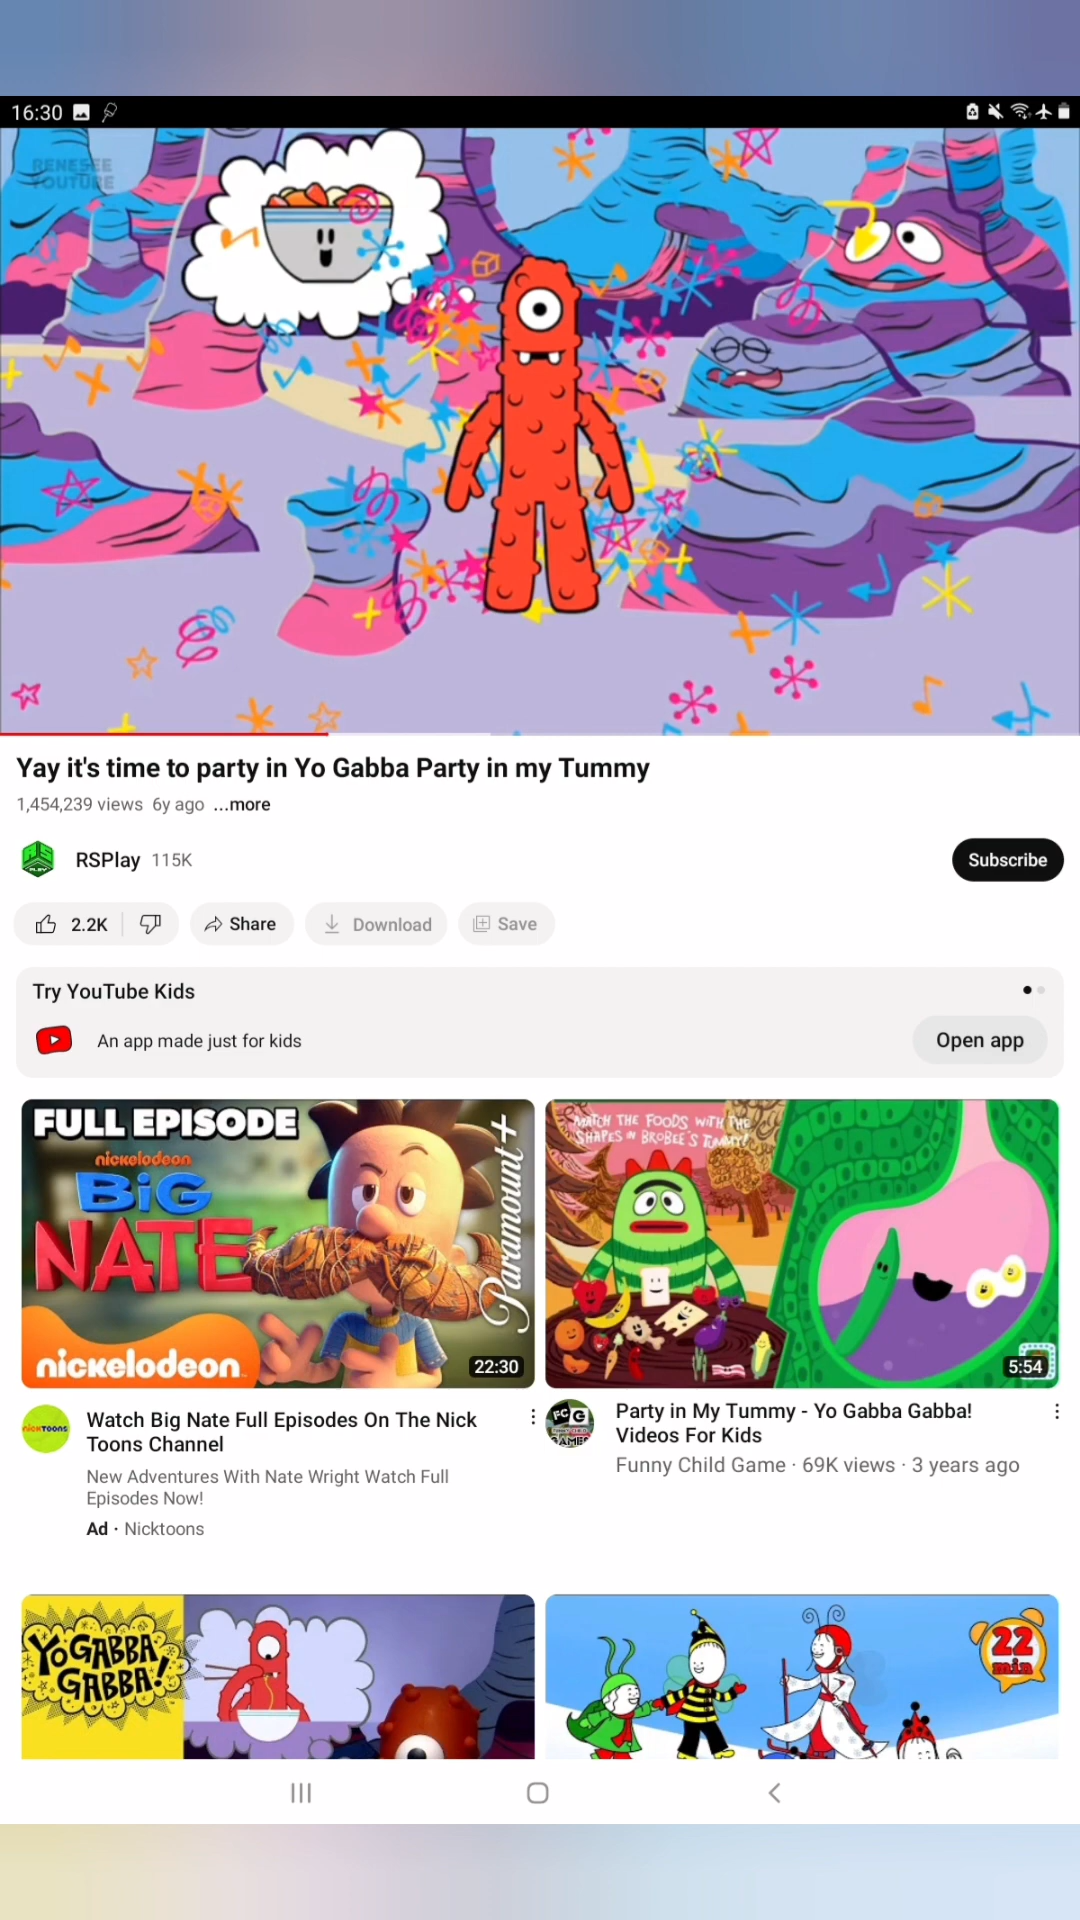 16:30
RENESEE
YOUTUBE
Yay it's time to party in Yo Gabba Party in my Tummy
1,454,239 views 6y ago ...more
RSPlay 115K
Subscribe
2.2K
Share
Download
Save
Try YouTube Kids
An app made just for kids
Open app
FULL EPISODE
nickelodeon
BiG
NATE
Paramount+
nickelodeon
22:30
MATCH THE FOODS WITH THE
SHAPES IN BROBEE'S TUMMY!
5:54
nickTOONS
Watch Big Nate Full Episodes On The Nick
Toons Channel
New Adventures With Nate Wright Watch Full
Episodes Now!
Ad · Nicktoons
FCG
GAME
Party in My Tummy - Yo Gabba Gabba!
Videos For Kids
Funny Child Game · 69K views · 3 years ago
YO GABBA
GABBA!
22
min